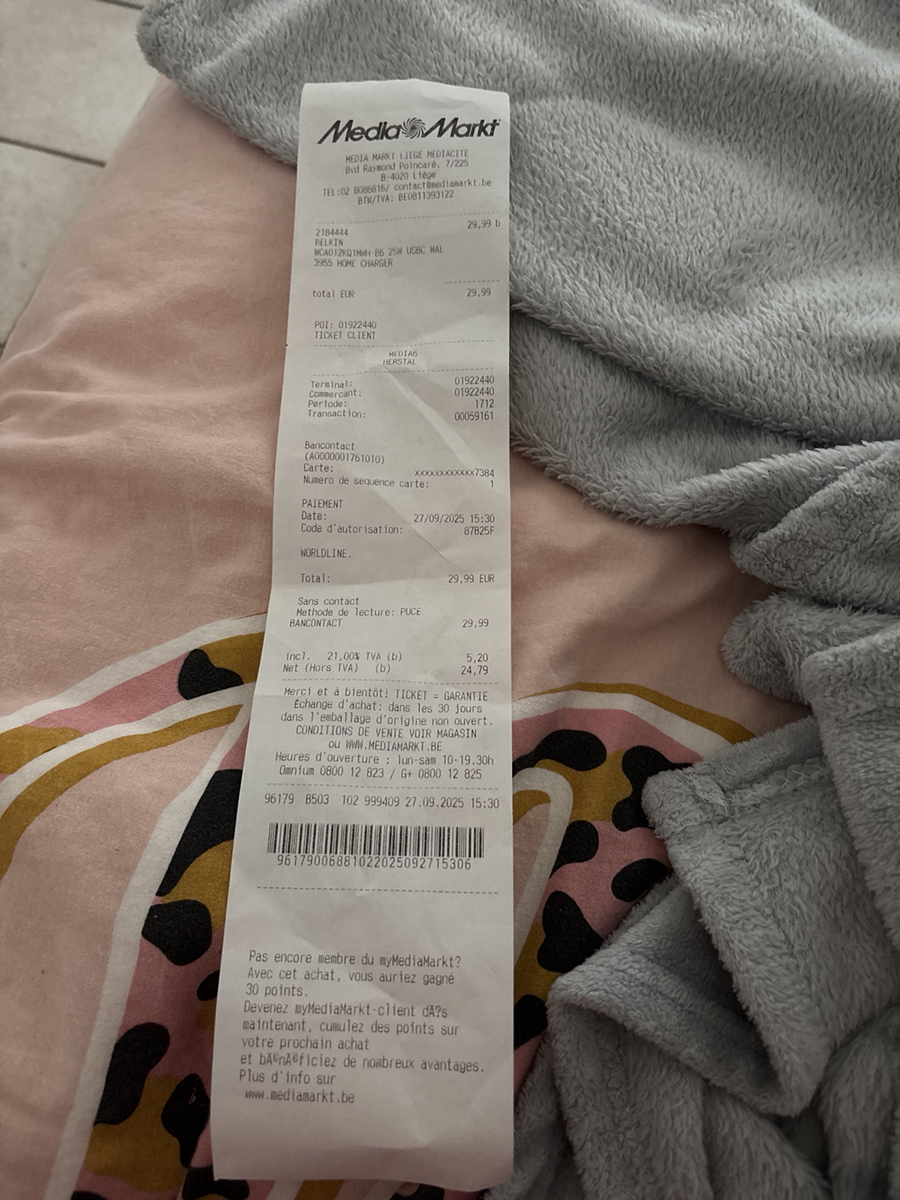 Media Markt
MEDIA MARKT LIEGE MEDIACITE
Bvd Raymond Poincaré, 7/225
B-4020 Liége
TEL:02 8086816/ contact@mediamarkt.be
BTW/TVA: BE0811393122
29,99 b
2184444
BELKIN
WCA012KQ1MWH-B6 25W USBC WAL
3955 HOME CHARGER
total EUR 29,99
POI: 01922440
TICKET CLIENT
MEDIA6
HERSTAL
Terminal: 01922440
Commercant: 01922440
Periode: 1712
Transaction: 00059161
Bancontact
(A0000001761010)
Carte: xxxxxxxxxxxx7384
Numero de sequence carte: 1
PAIEMENT
Date: 27/09/2025 15:30
Code d'autorisation: 87B25F
WORLDLINE.
Total: 29,99 EUR
Sans contact
Methode de lecture: PUCE
BANCONTACT 29,99
incl. 21,00% TVA (b) 5,20
Net (Hors TVA) (b) 24,79
Merci et à bientôt! TICKET = GARANTIE
Échange d'achat: dans les 30 jours
dans l'emballage d'origine non ouvert.
CONDITIONS DE VENTE VOIR MAGASIN
ou WWW.MEDIAMARKT.BE
Heures d'ouverture : lun-sam 10-19.30h
Omnium 0800 12 823 / G+ 0800 12 825
96179 B503 102 999409 27.09.2025 15:30
96179006881022025092715306
Pas encore membre du myMediaMarkt?
Avec cet achat, vous auriez gagné
30 points.
Devenez myMediaMarkt-client dÃ?s
maintenant, cumulez des points sur
votre prochain achat
et bÃ©nÃ©ficiez de nombreux avantages.
Plus d'info sur
www.mediamarkt.be